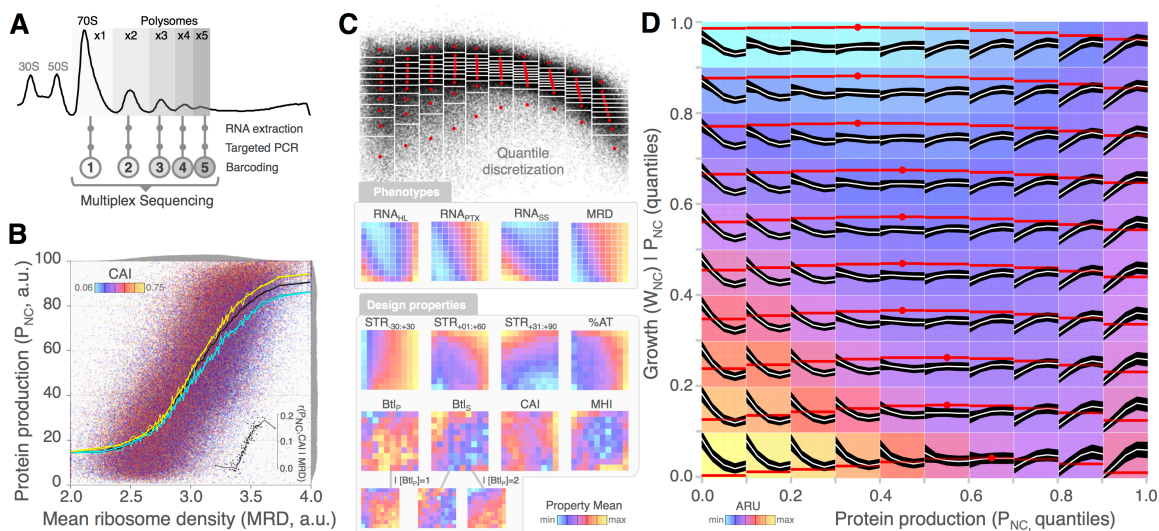 A
70S
Polysomes
x1
x2
x3
x4
x5
30S
50S
RNA extraction
Targeted PCR
1 2 3 4 5
Barcoding
Multiplex Sequencing
B
Protein production (P_NC, a.u.)
100
80
60
40
20
0
CAI
0.06
0.75
r(P_NC:CAI | MRD)
0.2
0.1
0.0
2.0 2.5 3.0 3.5 4.0
Mean ribosome density (MRD, a.u.)
C
Quantile
discretization
Phenotypes
RNA_HL
RNA_PTX
RNA_SS
MRD
Design properties
STR_-30:+30
STR_+01:+60
STR_+31:+90
%AT
Btl_P
Btl_S
CAI
MHI
| [Btl_P]=1
| [Btl_P]=2
Property Mean
min
max
D
Growth (W_NC) | P_NC (quantiles)
1.0
0.8
0.6
0.4
0.2
0.0
0.0 0.2 0.4 0.6 0.8 1.0
ARU
min
max
Protein production (P_NC, quantiles)